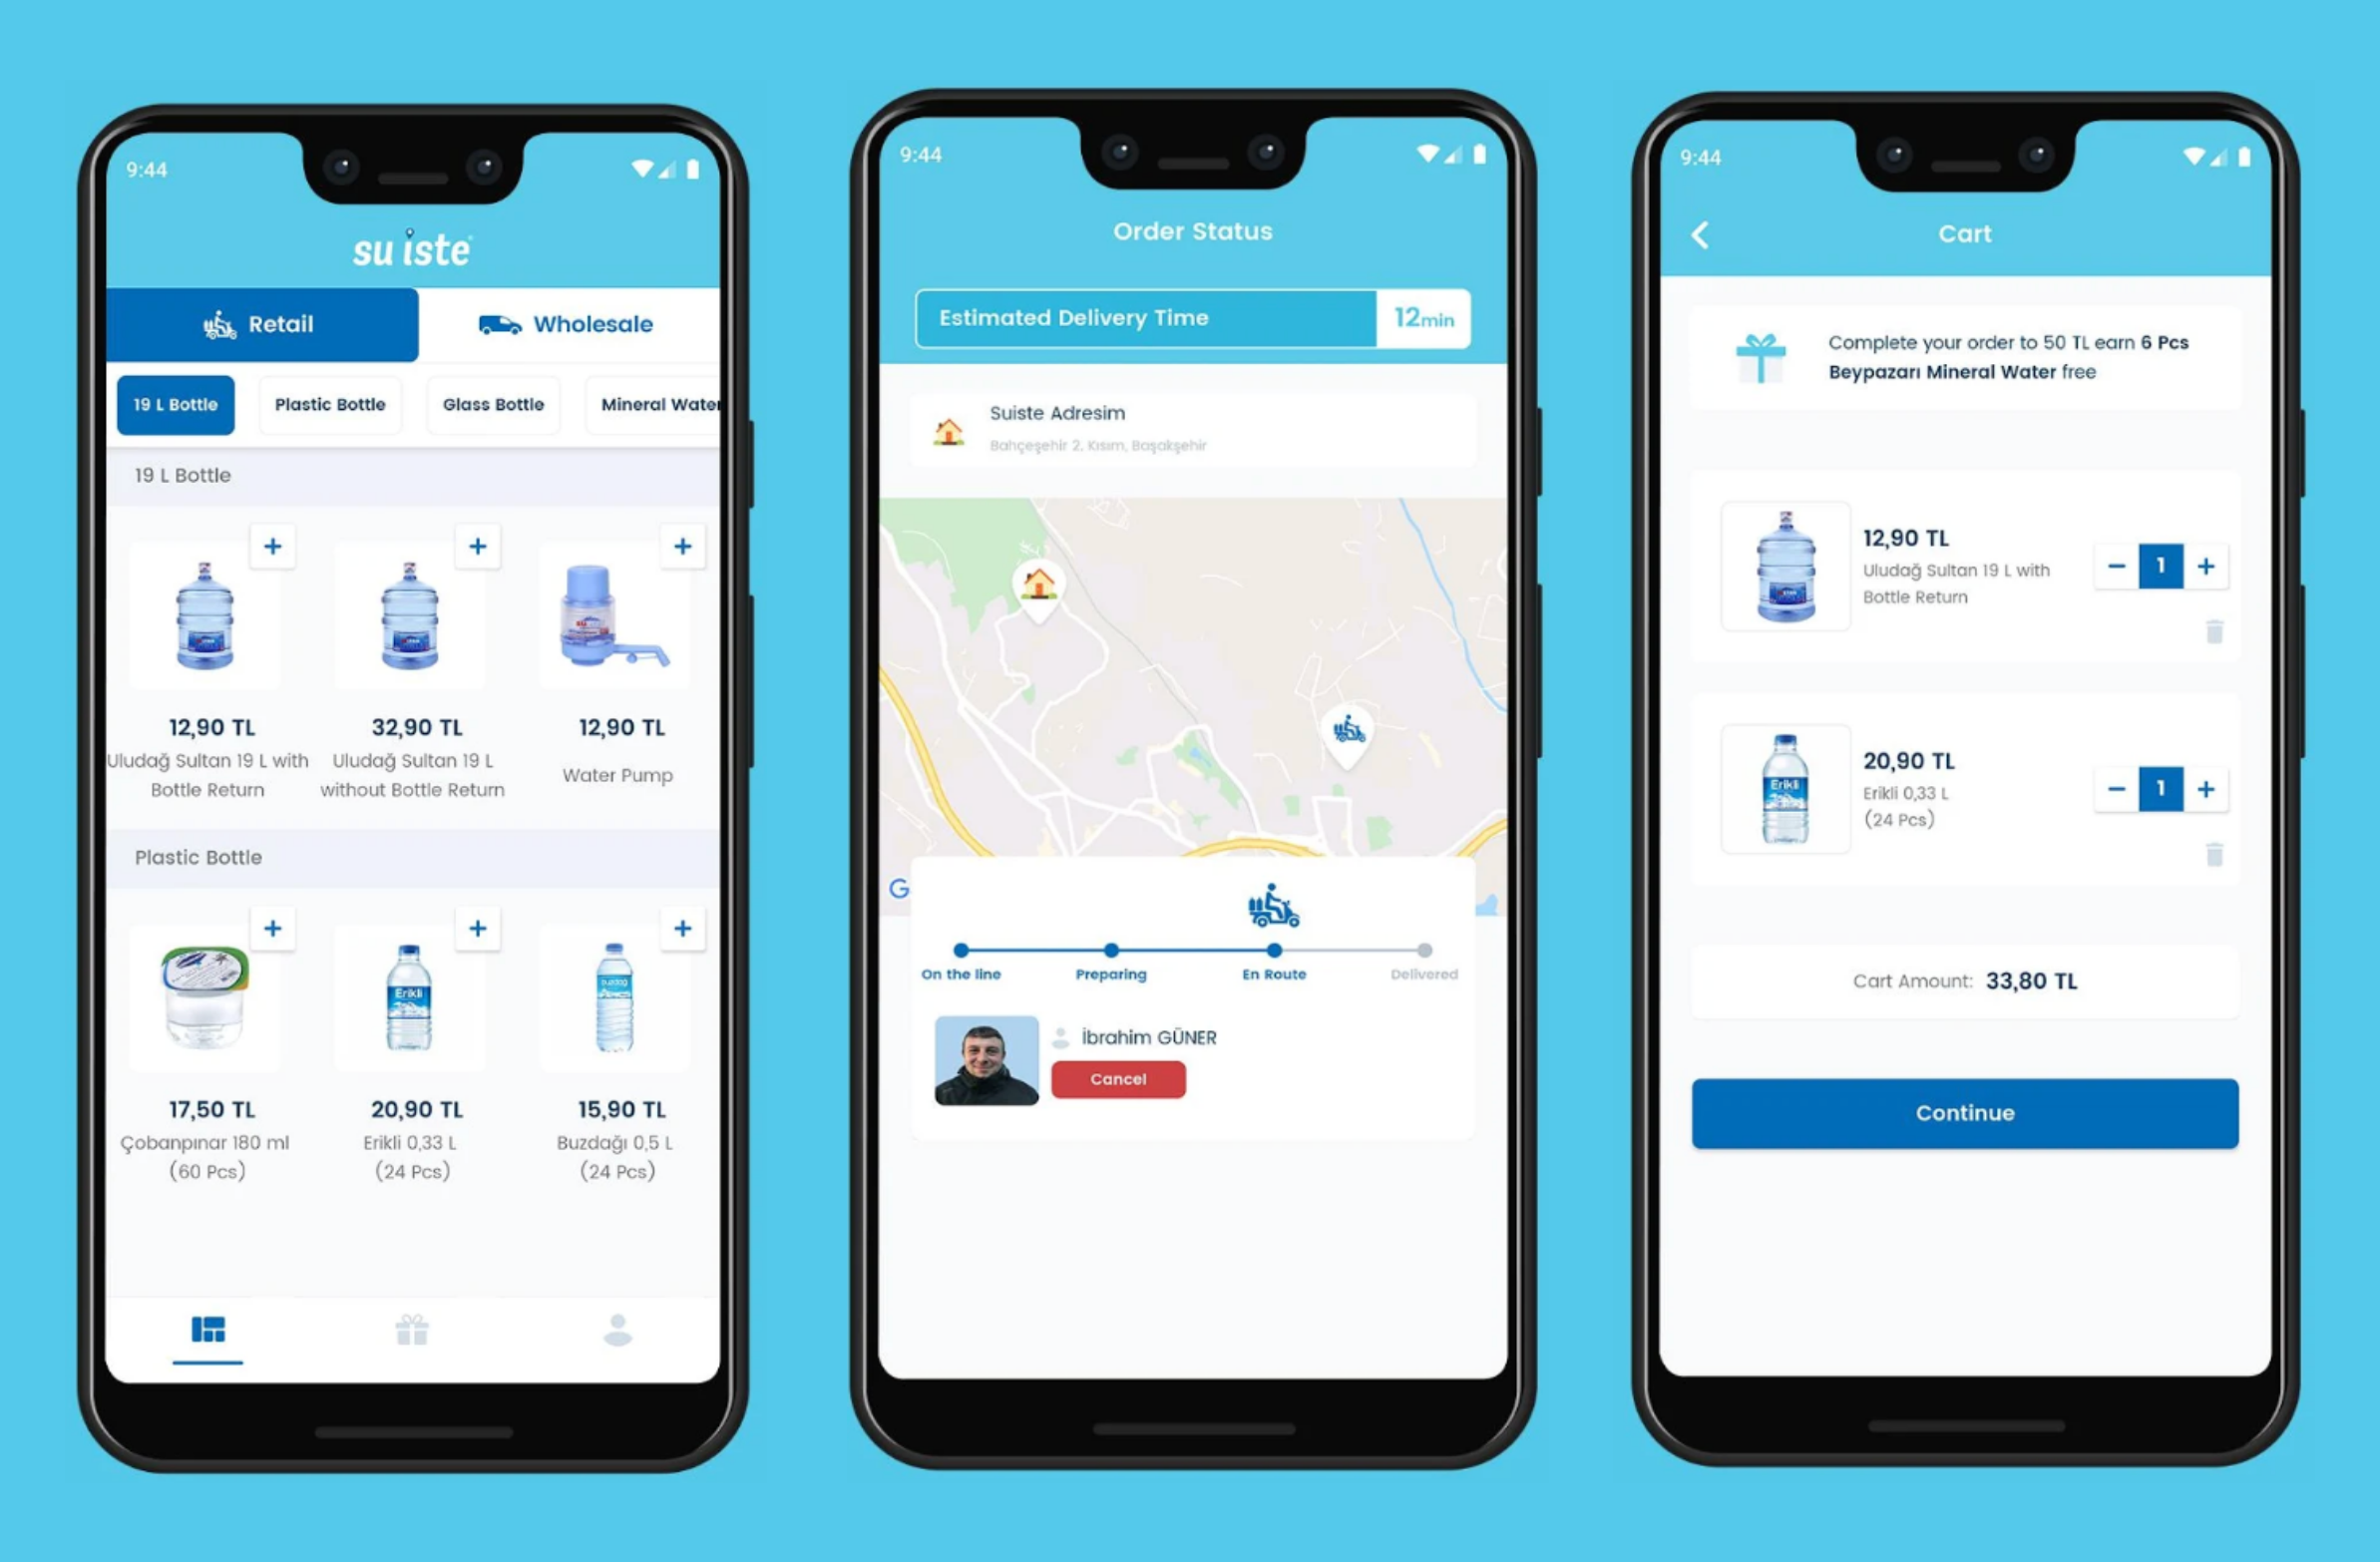 9:44
su iste
Retail
Wholesale
19 L Bottle
Plastic Bottle
Glass Bottle
Mineral Water
19 L Bottle
+
+
+
12,90 TL
32,90 TL
12,90 TL
Uludağ Sultan 19 L with
Bottle Return
Uludağ Sultan 19 L
without Bottle Return
Water Pump
Plastic Bottle
+
+
+
Erikli
17,50 TL
20,90 TL
15,90 TL
Çobanpınar 180 ml
(60 Pcs)
Erikli 0,33 L
(24 Pcs)
Buzdağı 0,5 L
(24 Pcs)
9:44
Order Status
Estimated Delivery Time
12min
Suiste Adresim
Bahçeşehir 2. Kısım, Başakşehir
G
On the line
Preparing
En Route
Delivered
İbrahim GÜNER
Cancel
9:44
Cart
Complete your order to 50 TL earn 6 Pcs
Beypazarı Mineral Water free
12,90 TL
Uludağ Sultan 19 L with
Bottle Return
− 1 +
Erikli
20,90 TL
Erikli 0,33 L
(24 Pcs)
− 1 +
Cart Amount: 33,80 TL
Continue